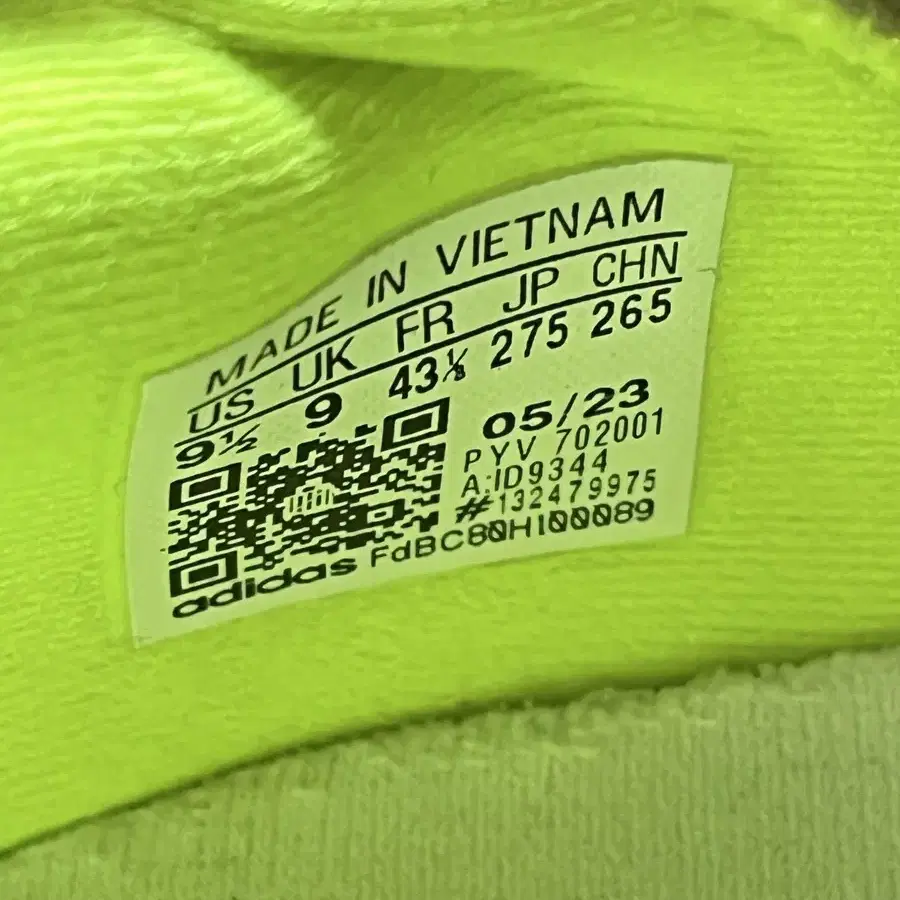 MADE IN VIETNAM
US UK FR JP CHN
9½ 9 43⅓ 275 265
05/23
PYV 702001
A:ID9344
#132479975
adidas FdBC80HI00089